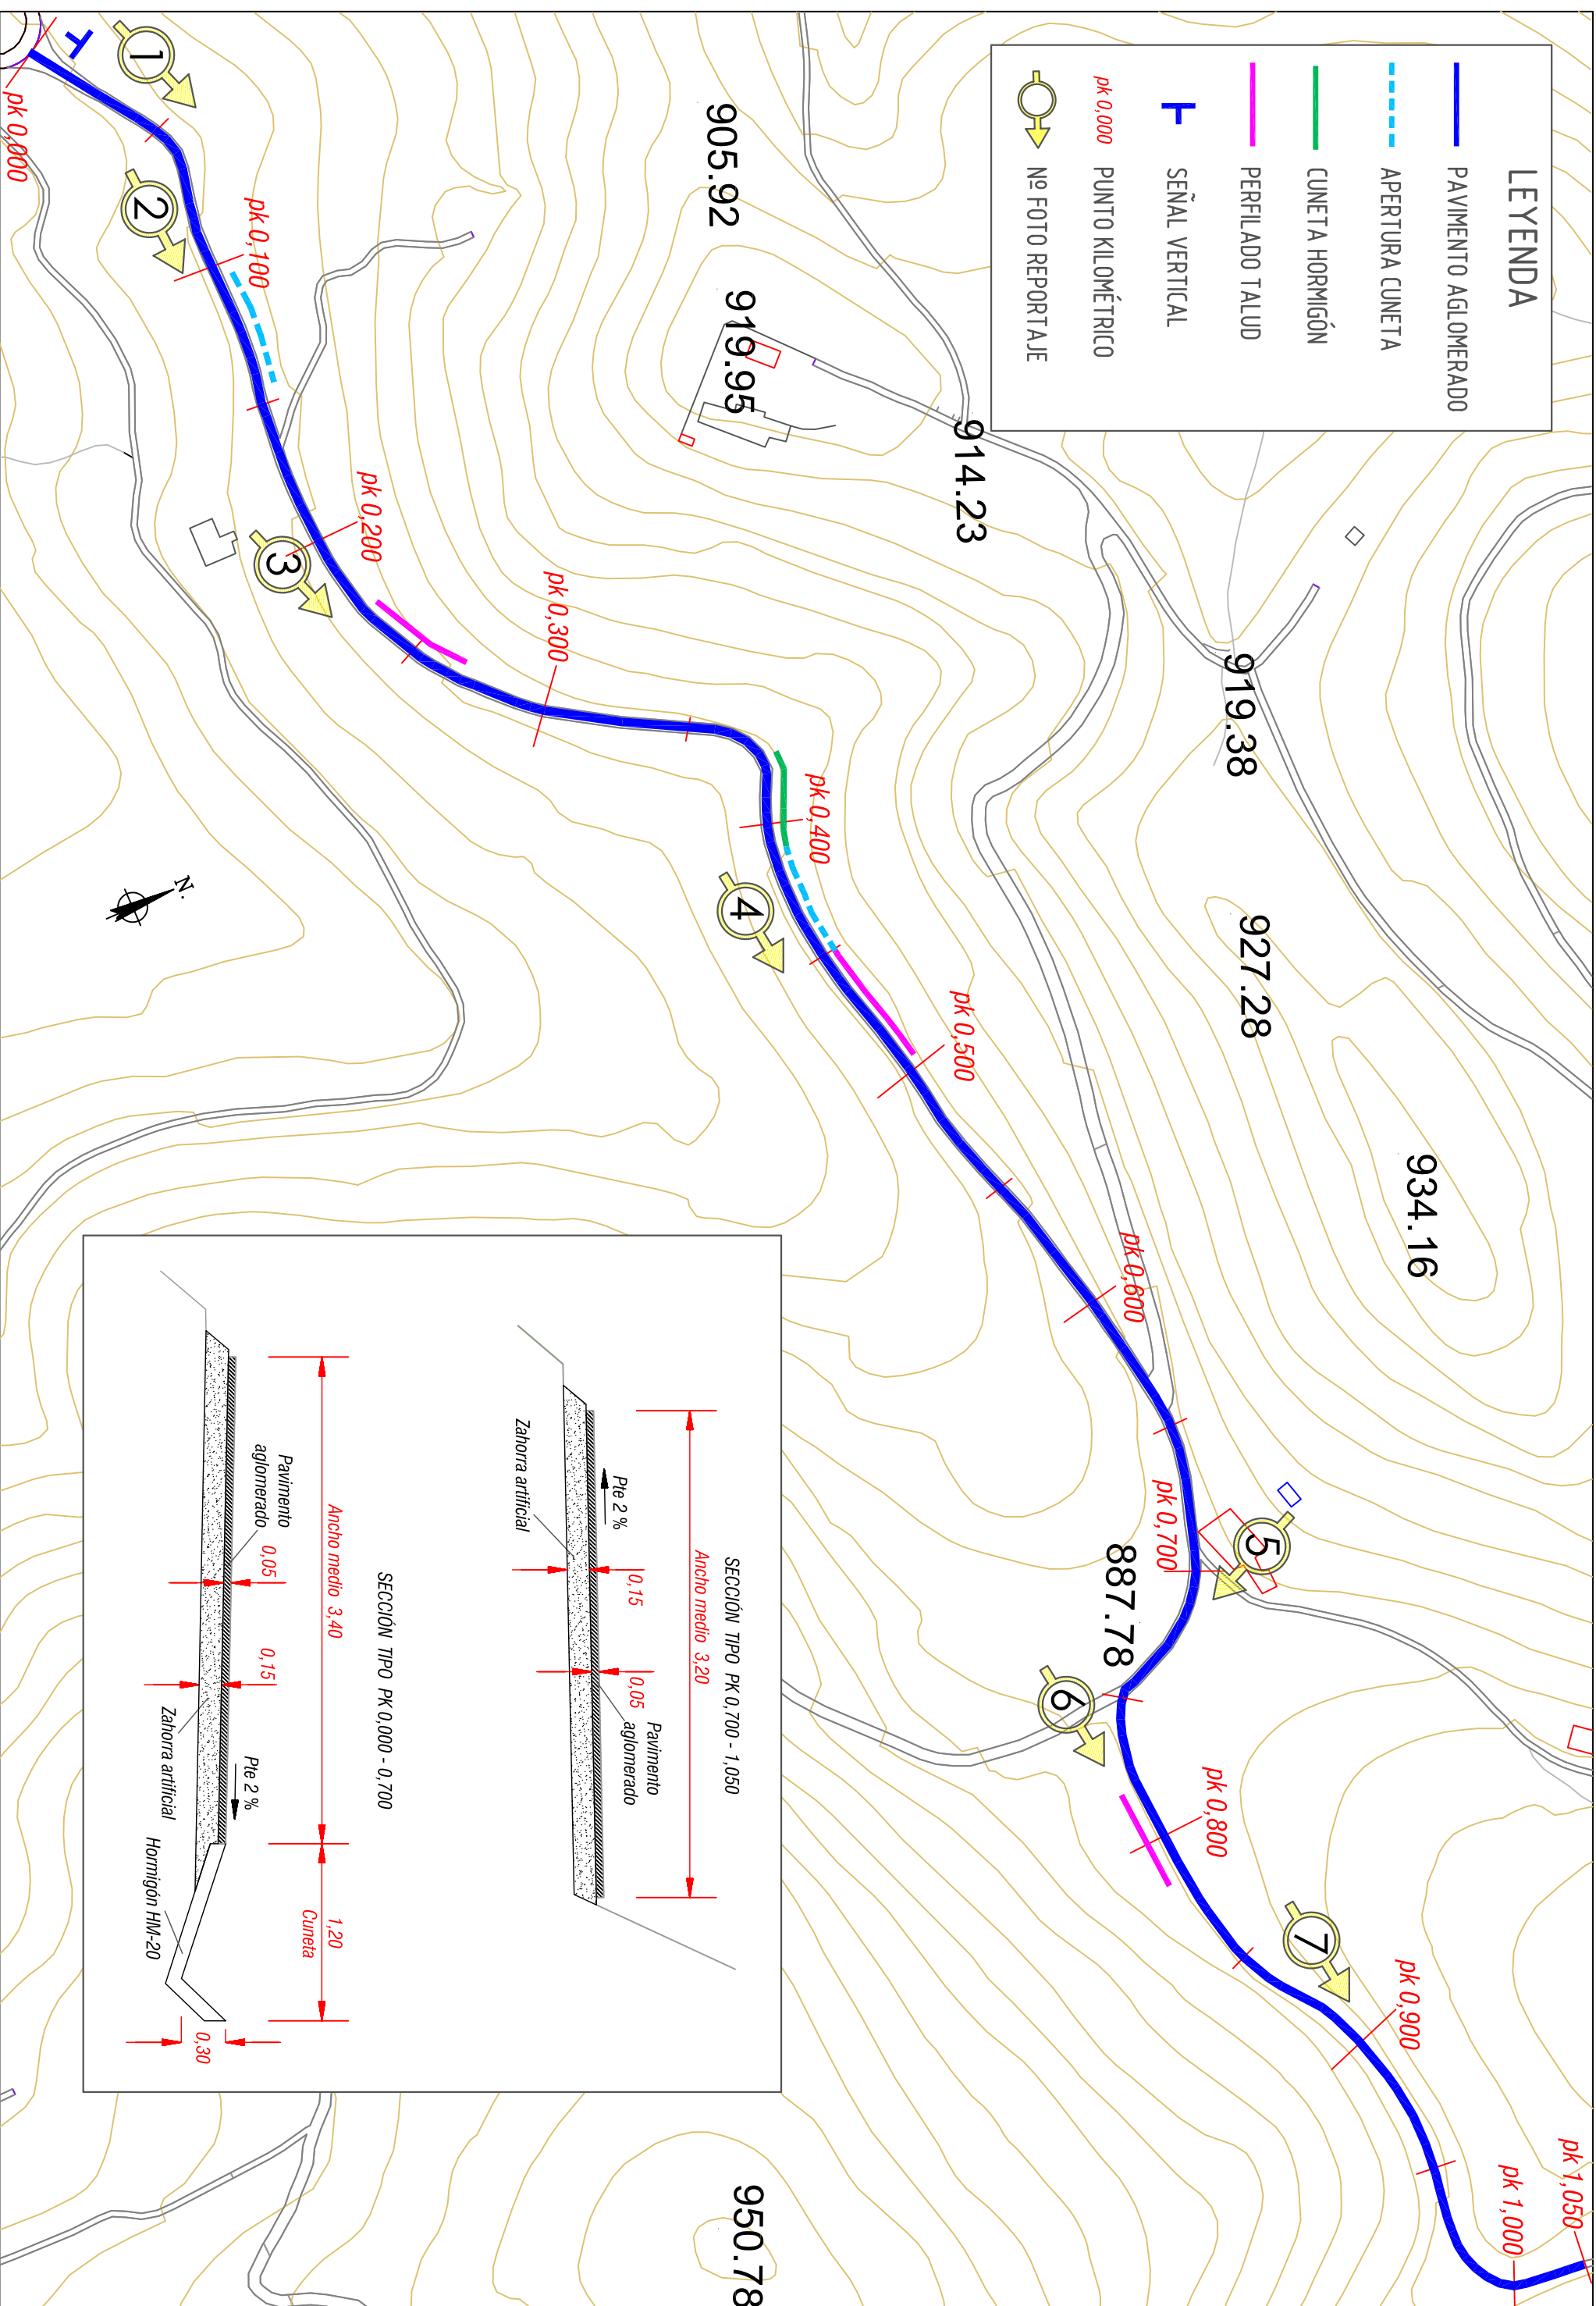 LEYENDA
PAVIMENTO AGLOMERADO
APERTURA CUNETA
CUNETA HORMIGÓN
PERFILADO TALUD
SEÑAL VERTICAL
pk 0,000
PUNTO KILOMÉTRICO
Nº FOTO REPORTAJE
905.92
919.95
914.23
919.38
927.28
934.16
887.78
950.78
pk 0,000
pk 0,100
pk 0,200
pk 0,300
pk 0,400
pk 0,500
pk 0,600
pk 0,700
pk 0,800
pk 0,900
pk 1,000
pk 1,050
1
2
3
4
5
6
7
N.
SECCIÓN TIPO PK 0,700 - 1,050
Ancho medio 3,20
Pte 2 %
0,15
0,05
Pavimento
aglomerado
Zahorra artificial
SECCIÓN TIPO PK 0,000 - 0,700
Ancho medio 3,40
1,20
Cuneta
Pavimento
aglomerado
0,05
0,15
Pte 2 %
Zahorra artificial
Hormigón HM-20
0,30